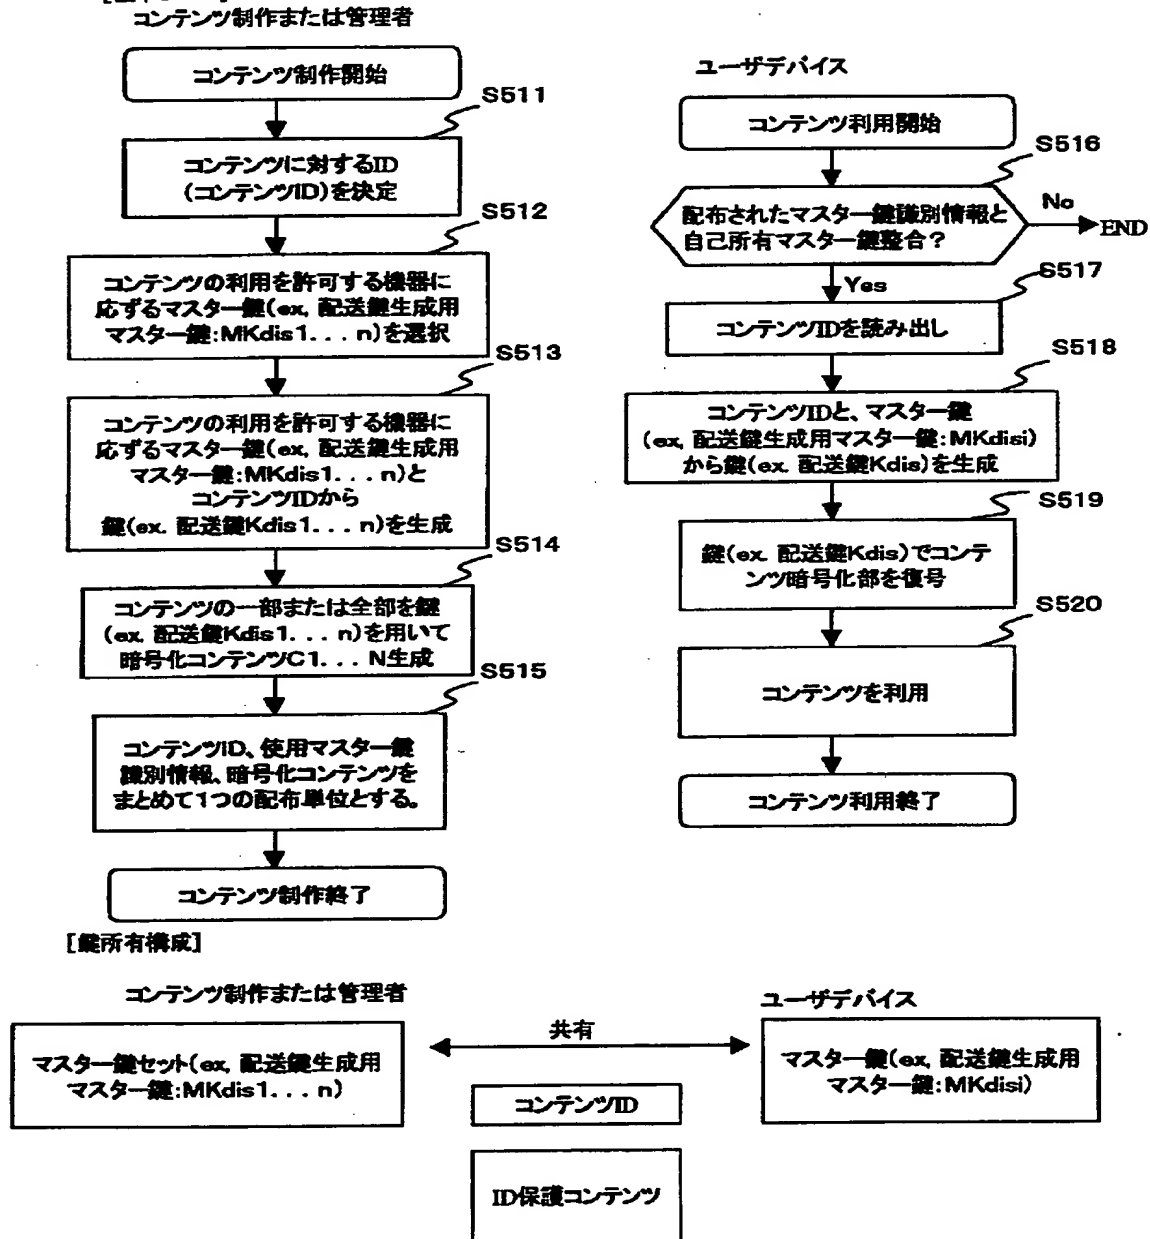 コンテンツ制作または管理者
コンテンツ制作開始
S511
コンテンツに対するID
(コンテンツID)を決定
S512
コンテンツの利用を許可する機器に
応ずるマスター鍵(ex, 配送鍵生成用
マスター鍵:MKdis1...n)を選択
S513
コンテンツの利用を許可する機器に
応ずるマスター鍵(ex, 配送鍵生成用
マスター鍵:MKdis1...n)と
コンテンツIDから
鍵(ex. 配送鍵Kdis1...n)を生成
S514
コンテンツの一部または全部を鍵
(ex, 配送鍵Kdis1...n)を用いて
暗号化コンテンツC1...N生成
S515
コンテンツID、使用マスター鍵
識別情報、暗号化コンテンツを
まとめて1つの配布単位とする。
コンテンツ制作終了
ユーザデバイス
コンテンツ利用開始
S516
配布されたマスター鍵識別情報と
自己所有マスター鍵整合?
No
END
Yes
S517
コンテンツIDを読み出し
S518
コンテンツIDと、マスター鍵
(ex, 配送鍵生成用マスター鍵:MKdisi)
から鍵(ex. 配送鍵Kdis)を生成
S519
鍵(ex. 配送鍵Kdis)でコンテ
ンツ暗号化部を復号
S520
コンテンツを利用
コンテンツ利用終了
[鍵所有構成]
コンテンツ制作または管理者
マスター鍵セット(ex, 配送鍵生成用
マスター鍵:MKdis1...n)
共有
コンテンツID
ID保護コンテンツ
ユーザデバイス
マスター鍵(ex, 配送鍵生成用
マスター鍵:MKdisi)